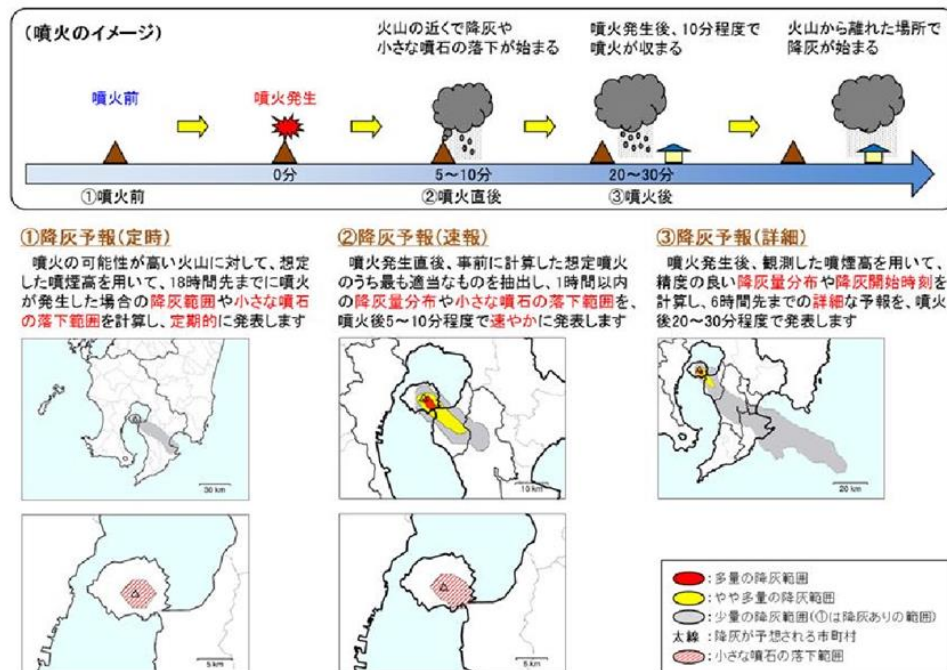 (噴火のイメージ)
火山の近くで降灰や
小さな噴石の落下が始まる
噴火発生後、10分程度で
噴火が収まる
火山から離れた場所で
降灰が始まる
噴火前
噴火発生
0分
5～10分
20～30分
①噴火前
②噴火直後
③噴火後
①降灰予報(定時)
噴火の可能性が高い火山に対して、想定
した噴煙高を用いて、18時間先までに噴火
が発生した場合の降灰範囲や小さな噴石
の落下範囲を計算し、定期的に発表します
30 km
5 km
②降灰予報(速報)
噴火発生直後、事前に計算した想定噴火
のうち最も適当なものを抽出し、1時間以内
の降灰量分布や小さな噴石の落下範囲を、
噴火後5～10分程度で速やかに発表します
10 km
5 km
③降灰予報(詳細)
噴火発生後、観測した噴煙高を用いて、
精度の良い降灰量分布や降灰開始時刻を
計算し、6時間先までの詳細な予報を、噴火
後20～30分程度で発表します
20 km
:多量の降灰範囲
:やや多量の降灰範囲
:少量の降灰範囲(①は降灰ありの範囲)
太線 :降灰が予想される市町村
:小さな噴石の落下範囲